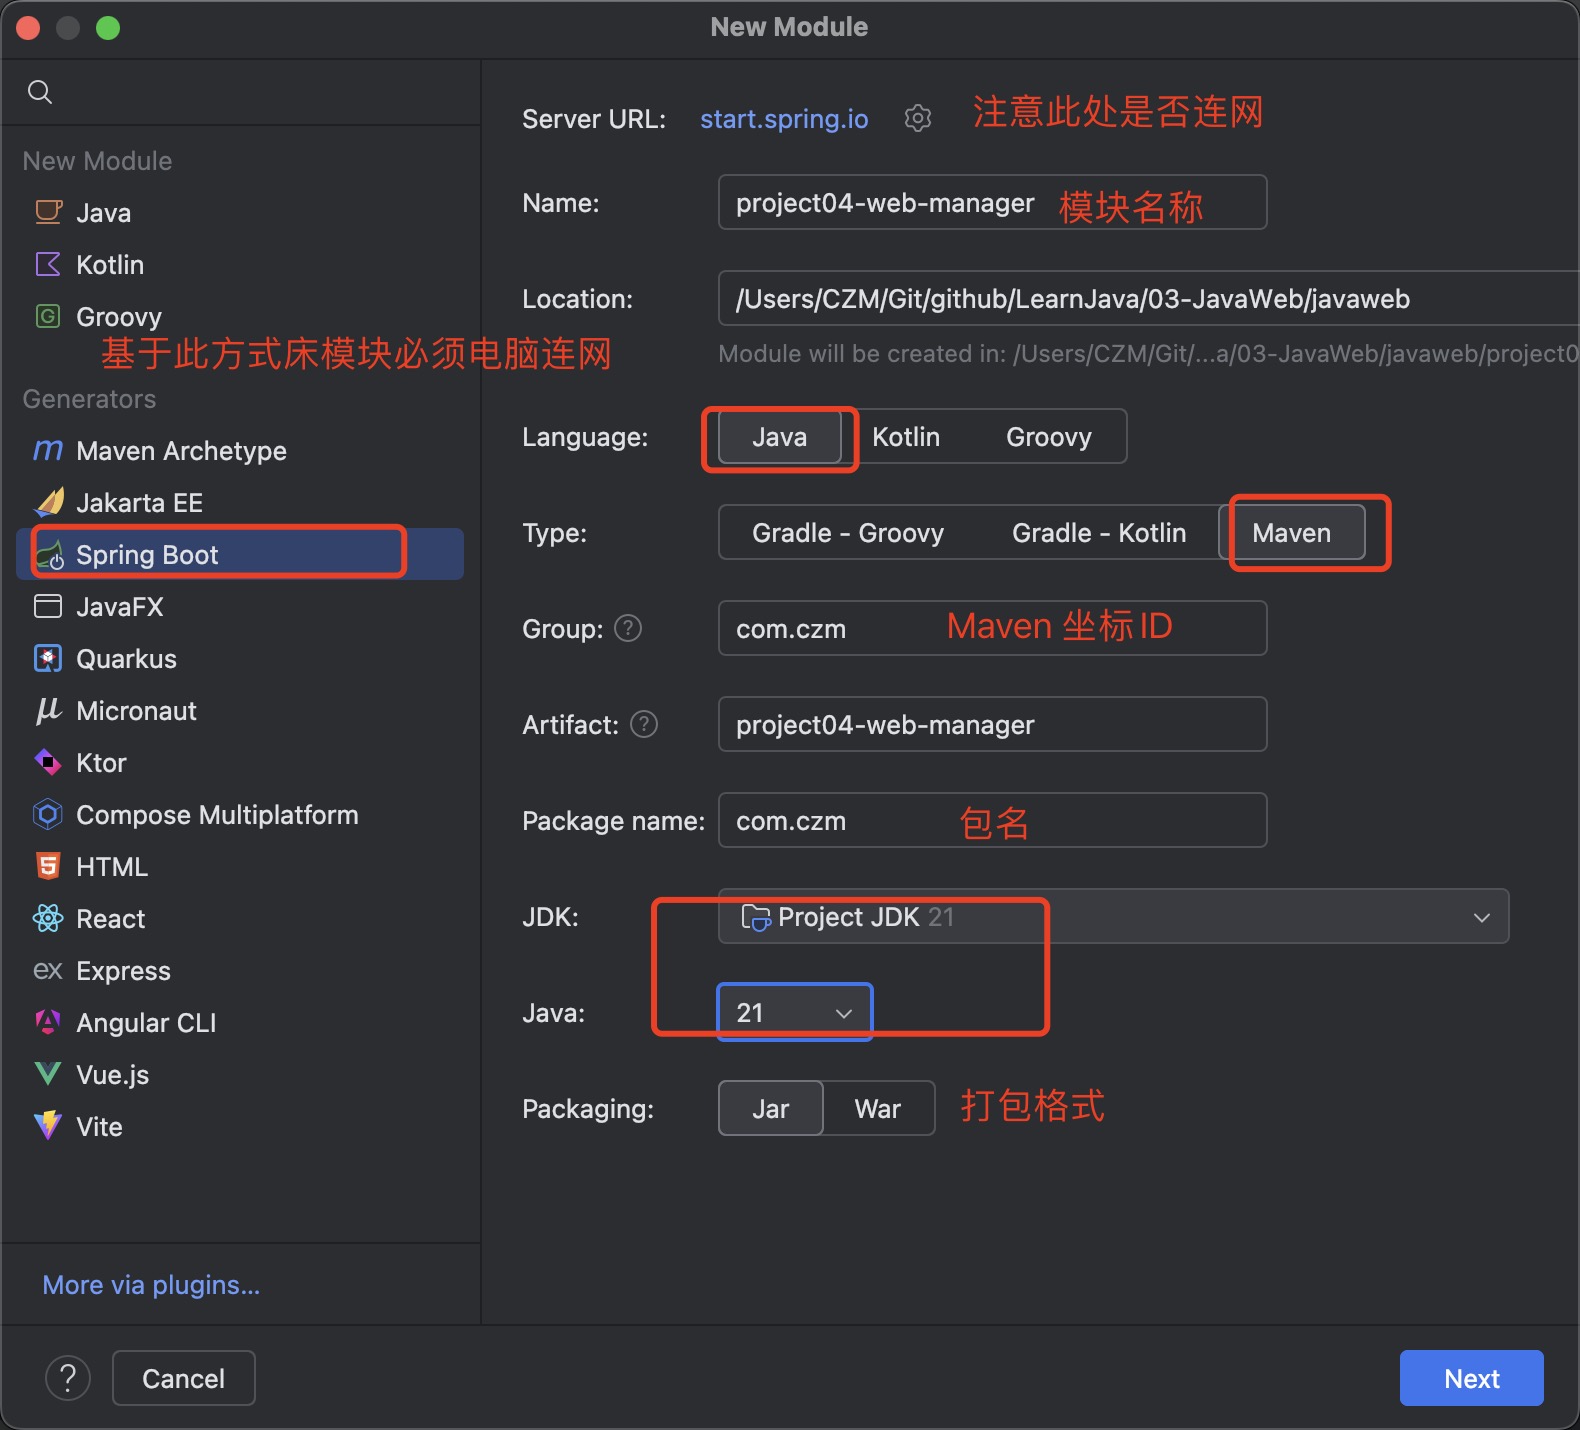 New Module
New Module
Java
Kotlin
Groovy
基于此方式床模块必须电脑连网
Generators
Maven Archetype
Jakarta EE
Spring Boot
JavaFX
Quarkus
Micronaut
Ktor
Compose Multiplatform
HTML
React
Express
Angular CLI
Vue.js
Vite
More via plugins...
Server URL: start.spring.io 注意此处是否连网
Name: project04-web-manager 模块名称
Location: /Users/CZM/Git/github/LearnJava/03-JavaWeb/javaweb
Module will be created in: /Users/CZM/Git/...a/03-JavaWeb/javaweb/project0
Language: Java Kotlin Groovy
Type: Gradle - Groovy Gradle - Kotlin Maven
Group: ? com.czm Maven 坐标ID
Artifact: ? project04-web-manager
Package name: com.czm 包名
JDK: Project JDK 21
Java: 21
Packaging: Jar War 打包格式
? Cancel Next